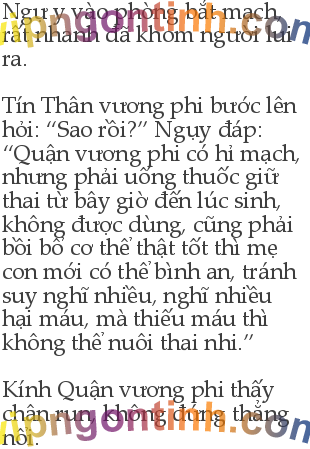 Ngự y vào phòng bắt mạch,
rất nhanh đã khom người lui
ra.
Tín Thân vương phi bước lên
hỏi: “Sao rồi?” Ngụy đáp:
“Quận vương phi có hỉ mạch,
nhưng phải uống thuốc giữ
thai từ bây giờ đến lúc sinh,
không được dùng, cũng phải
bồi bổ cơ thể thật tốt thì mẹ
con mới có thể bình an, tránh
suy nghĩ nhiều, nghĩ nhiều
hại máu, mà thiếu máu thì
không thể nuôi thai nhi.”
Kính Quận vương phi thấy
chân run, không đứng thẳng
nổi.